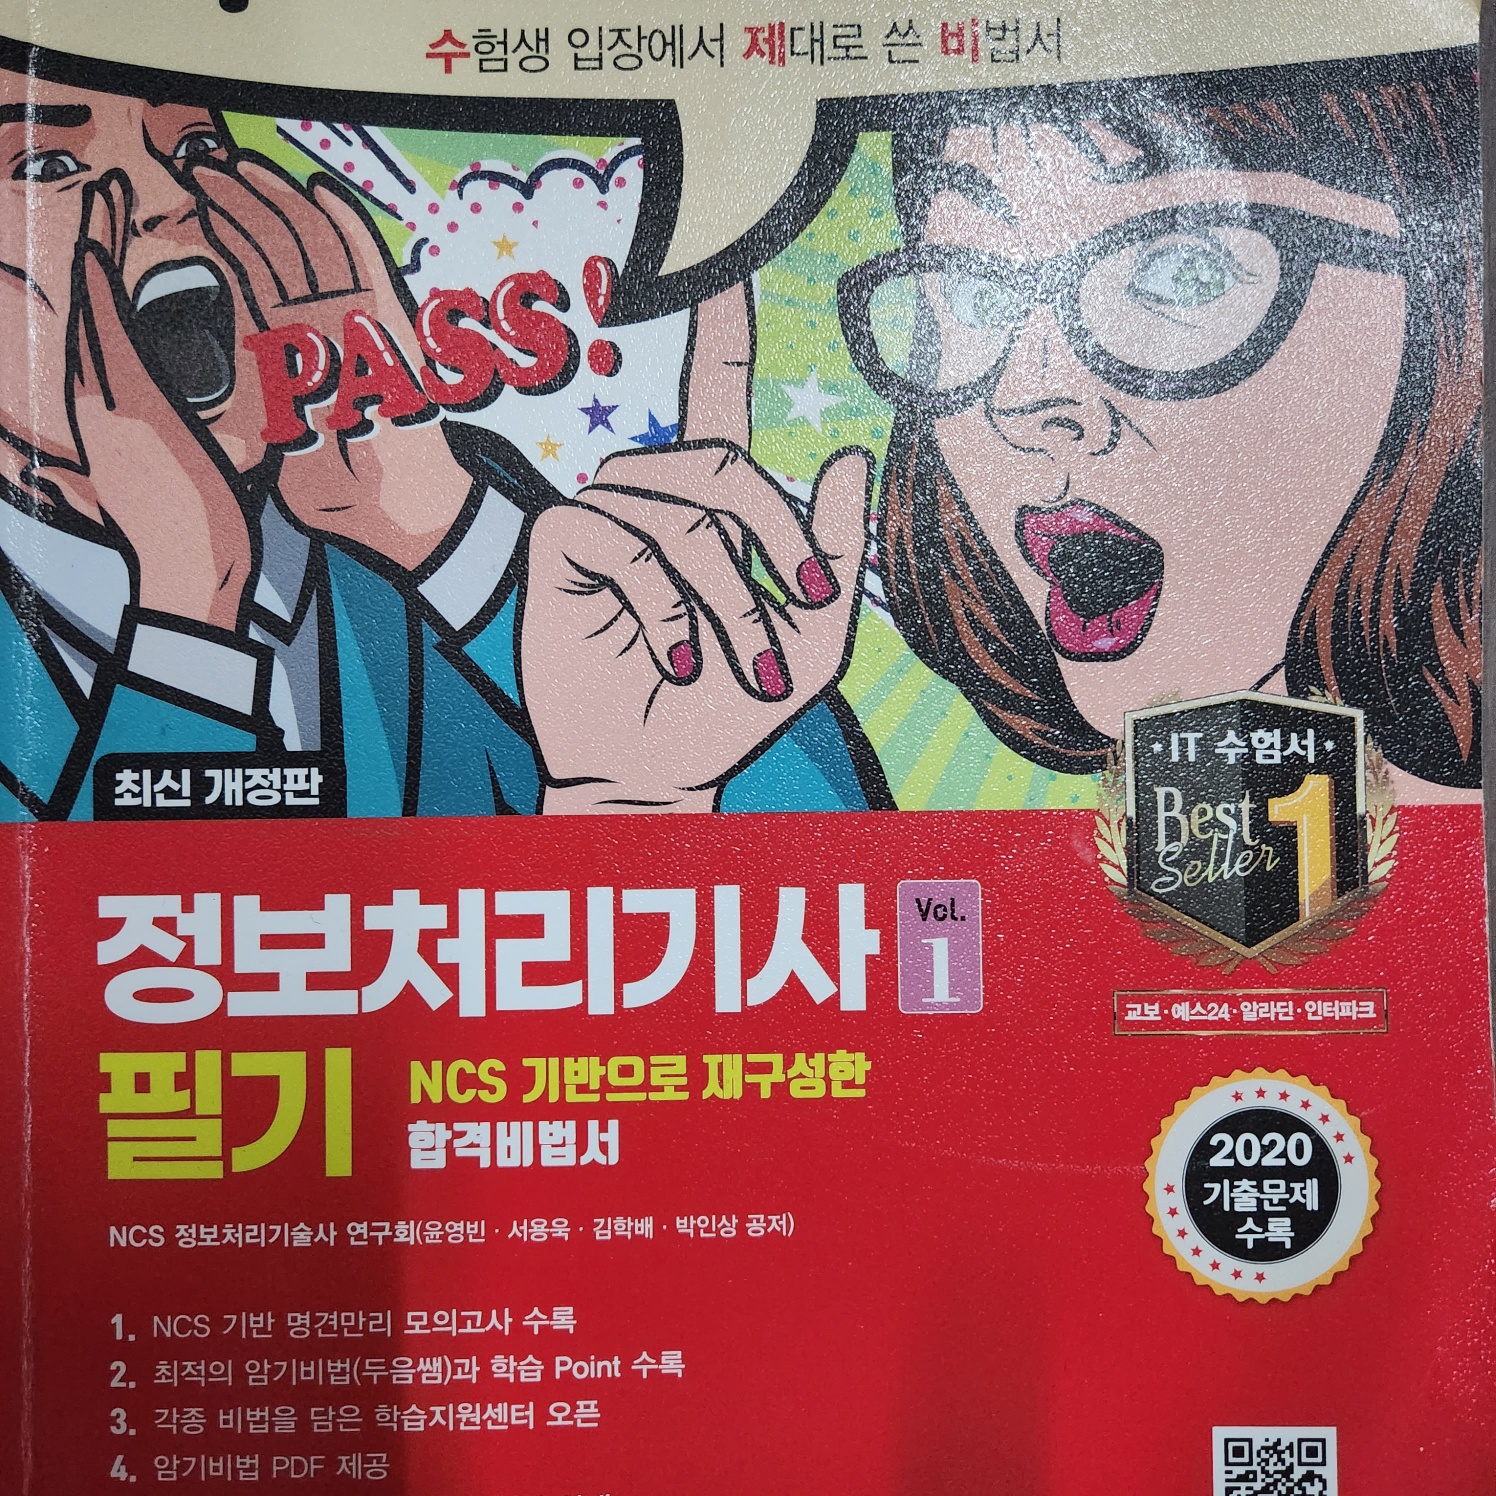 수험생 입장에서 제대로 쓴 비법서
PASS!
최신 개정판
IT 수험서
Best
Seller
1
정보처리기사
Vol.
1
교보·예스24·알라딘·인터파크
필기
NCS 기반으로 재구성한
합격비법서
2020
기출문제
수록
NCS 정보처리기술사 연구회(윤영빈 · 서용욱 · 김학배 · 박인상 공저)
1. NCS 기반 명견만리 모의고사 수록
2. 최적의 암기비법(두음쌤)과 학습 Point 수록
3. 각종 비법을 담은 학습지원센터 오픈
4. 암기비법 PDF 제공